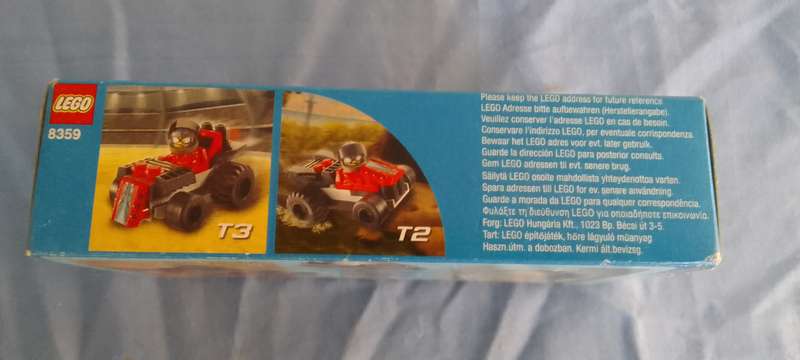 LEGO
8359
T3
T2
Please keep the LEGO address for future reference
LEGO Adresse bitte aufbewahren (Herstellerangabe).
Veuillez conserver l'adresse LEGO en cas de besoin.
Conservare l'indirizzo LEGO, per eventuale corrispondenza.
Bewaar het LEGO adres voor evt. later gebruik.
Guarde la dirección LEGO para posterior consulta.
Gem LEGO adressen til evt. senere brug.
Säilytä LEGO osoite mahdollista yhteydenottoa varten.
Spara adressen till LEGO for ev. senare användning.
Guarde a morada da LEGO para qualquer correspondência.
Φυλάξτε τη διεύθυνση LEGO για οποιαδήποτε επικοινωνία.
Forg: LEGO Hungária Kft., 1023 Bp. Bécsi út 3-5.
Tart: LEGO építőjáték, hőre lágyuló műanyag
Haszn.útm. a dobozban. Kermi ált.bevizsg.